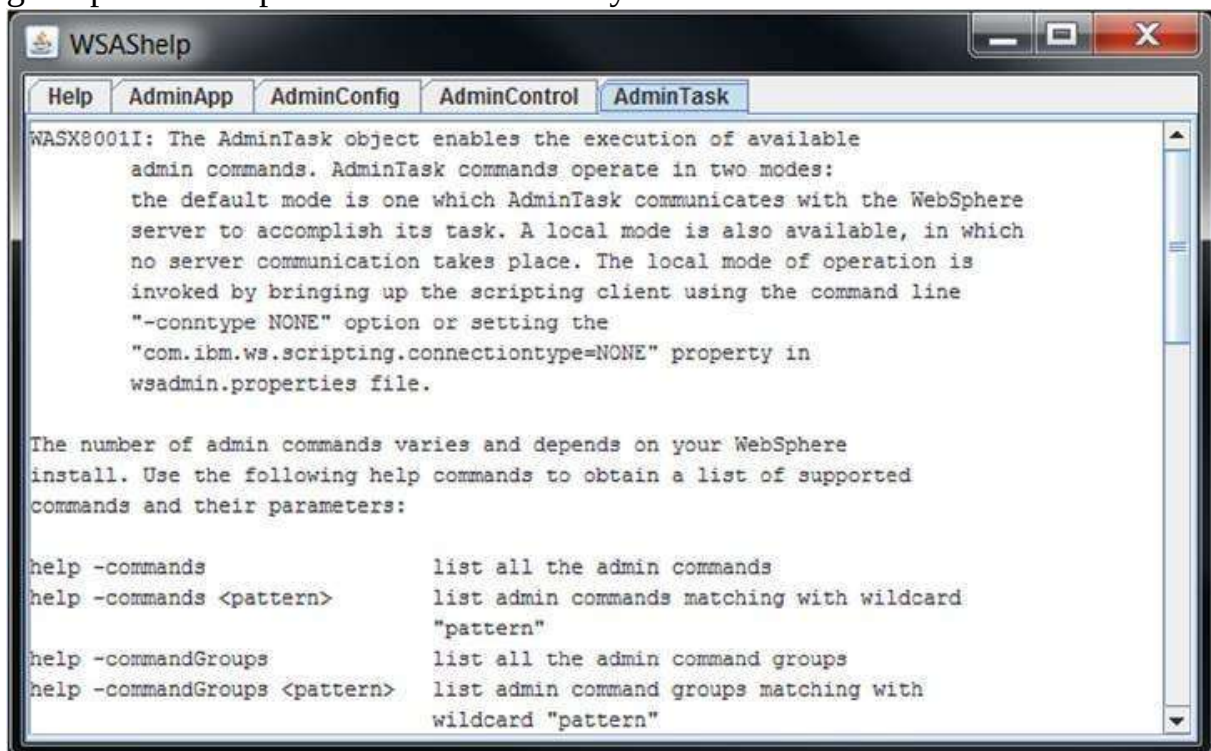 WSAShelp
Help AdminApp AdminConfig AdminControl AdminTask
WASX8001I: The AdminTask object enables the execution of available
admin commands. AdminTask commands operate in two modes:
the default mode is one which AdminTask communicates with the WebSphere
server to accomplish its task. A local mode is also available, in which
no server communication takes place. The local mode of operation is
invoked by bringing up the scripting client using the command line
"-conntype NONE" option or setting the
"com.ibm.ws.scripting.connectiontype=NONE" property in
wsadmin.properties file.
The number of admin commands varies and depends on your WebSphere
install. Use the following help commands to obtain a list of supported
commands and their parameters:
help -commands list all the admin commands
help -commands <pattern> list admin commands matching with wildcard
"pattern"
help -commandGroups list all the admin command groups
help -commandGroups <pattern> list admin command groups matching with
wildcard "pattern"